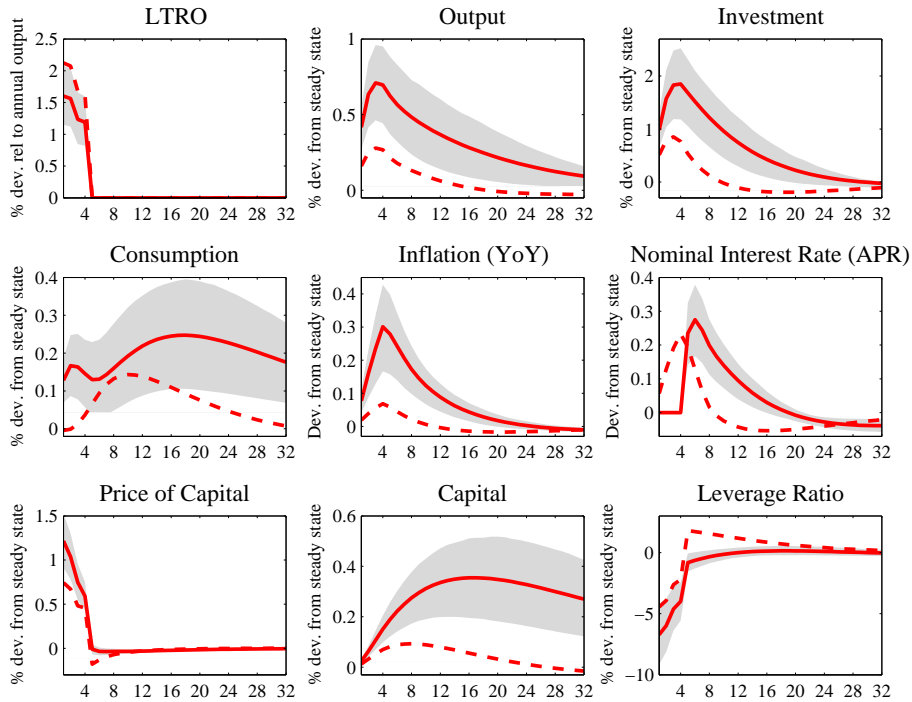 LTRO
% dev. rel to annual output
2.5
2
1.5
1
0.5
0
4 8 12 16 20 24 28 32
Output
% dev. from steady state
1
0.5
0
4 8 12 16 20 24 28 32
Investment
% dev. from steady state
2
1
0
4 8 12 16 20 24 28 32
Consumption
% dev. from steady state
0.4
0.3
0.2
0.1
0
4 8 12 16 20 24 28 32
Inflation (YoY)
Dev. from steady state
0.4
0.3
0.2
0.1
0
4 8 12 16 20 24 28 32
Nominal Interest Rate (APR)
Dev. from steady state
0.4
0.3
0.2
0.1
0
4 8 12 16 20 24 28 32
Price of Capital
% dev. from steady state
1.5
1
0.5
0
4 8 12 16 20 24 28 32
Capital
% dev. from steady state
0.6
0.4
0.2
0
4 8 12 16 20 24 28 32
Leverage Ratio
% dev. from steady state
0
−5
−10
4 8 12 16 20 24 28 32